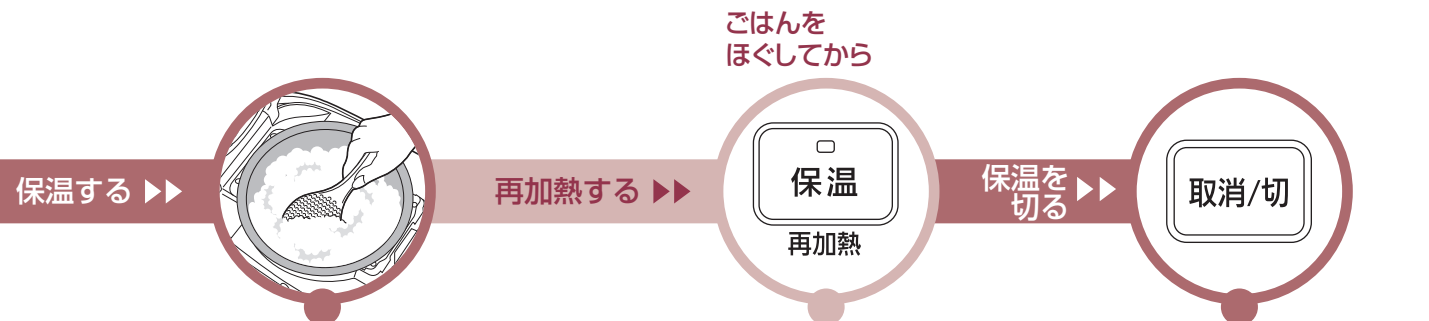 保温する ▶▶
再加熱する ▶▶
ごはんを
ほぐしてから
保温
再加熱
保温を
切る ▶▶
取消/切